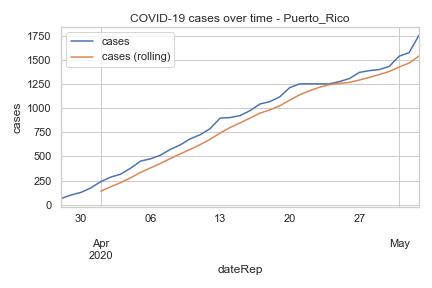 COVID-19 cases over time - Puerto_Rico
cases
cases (rolling)
1750
1500
1250
1000
750
500
250
0
cases
30
06
13
20
27
Apr
2020
May
dateRep